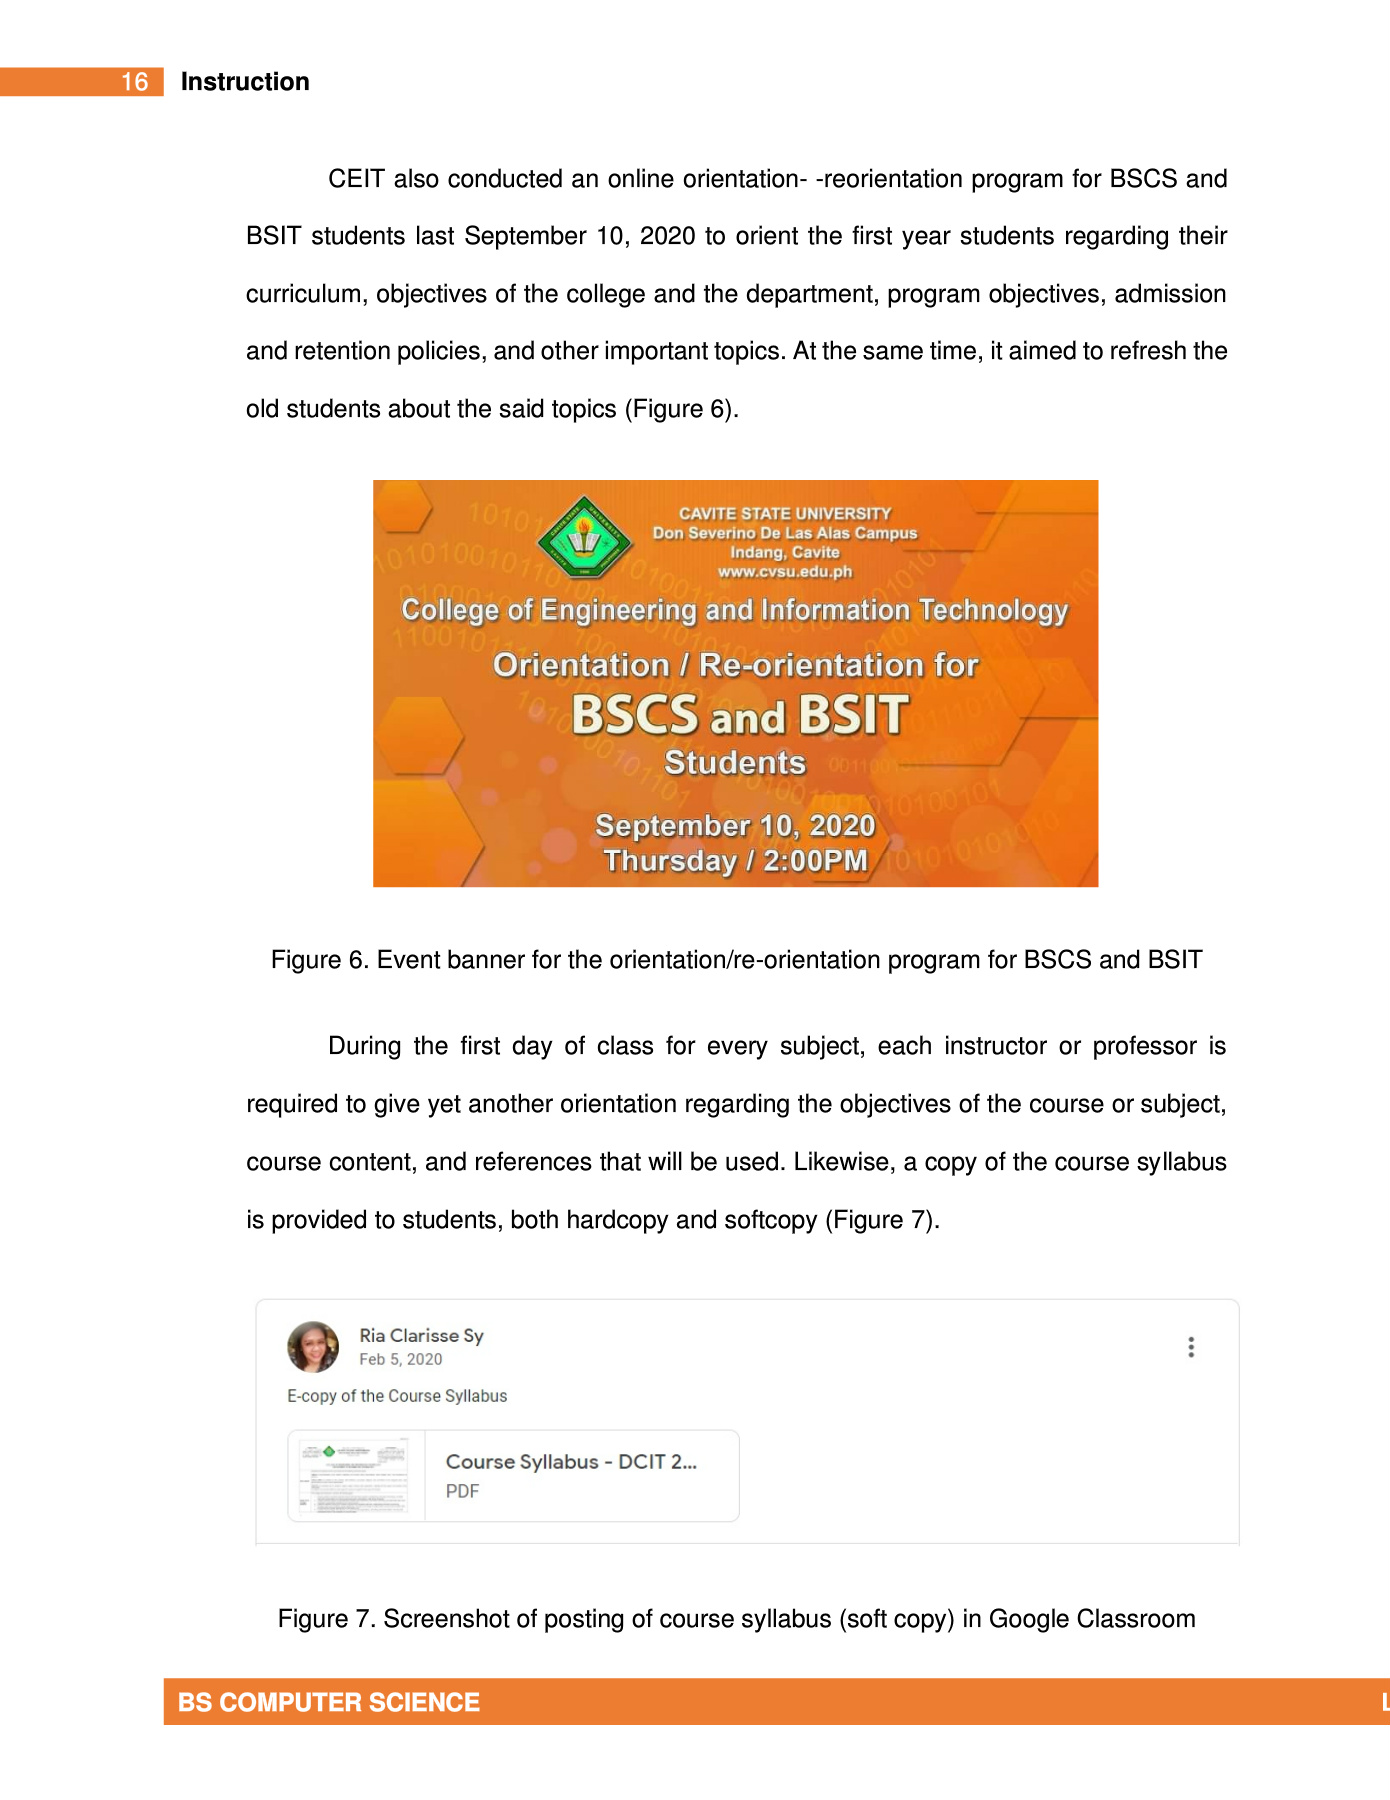 16 Instruction
CEIT also conducted an online orientation- -reorientation program for BSCS and
BSIT students last September 10, 2020 to orient the first year students regarding their
curriculum, objectives of the college and the department, program objectives, admission
and retention policies, and other important topics. At the same time, it aimed to refresh the
old students about the said topics (Figure 6).
CAVITE STATE UNIVERSITY
Don Severino De Las Alas Campus
Indang, Cavite
www.cvsu.edu.ph
College of Engineering and Information Technology
Orientation / Re-orientation for
BSCS and BSIT
Students
September 10, 2020
Thursday / 2:00PM
Figure 6. Event banner for the orientation/re-orientation program for BSCS and BSIT
During the first day of class for every subject, each instructor or professor is
required to give yet another orientation regarding the objectives of the course or subject,
course content, and references that will be used. Likewise, a copy of the course syllabus
is provided to students, both hardcopy and softcopy (Figure 7).
Ria Clarisse Sy
Feb 5, 2020
E-copy of the Course Syllabus
Course Syllabus - DCIT 2...
PDF
Figure 7. Screenshot of posting of course syllabus (soft copy) in Google Classroom
BS COMPUTER SCIENCE